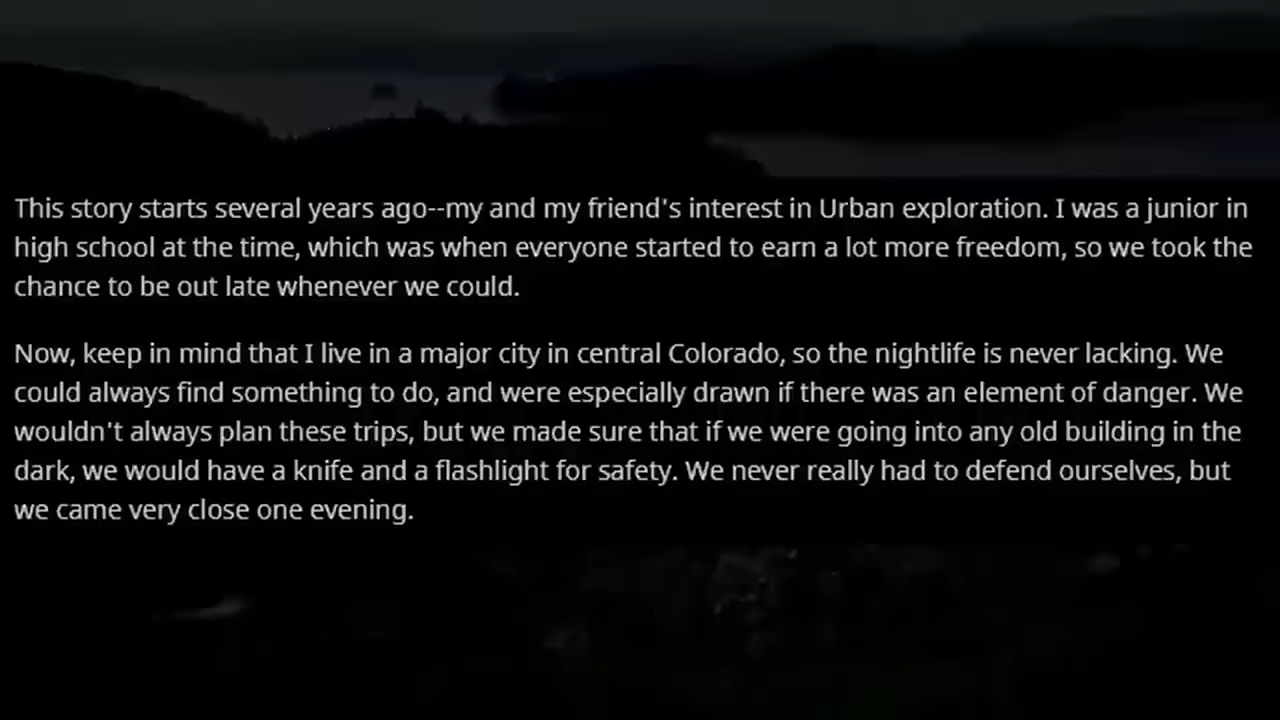 This story starts several years ago--my and my friend's interest in Urban exploration. I was a junior in
high school at the time, which was when everyone started to earn a lot more freedom, so we took the
chance to be out late whenever we could.
Now, keep in mind that I live in a major city in central Colorado, so the nightlife is never lacking. We
could always find something to do, and were especially drawn if there was an element of danger. We
wouldn't always plan these trips, but we made sure that if we were going into any old building in the
dark, we would have a knife and a flashlight for safety. We never really had to defend ourselves, but
we came very close one evening.